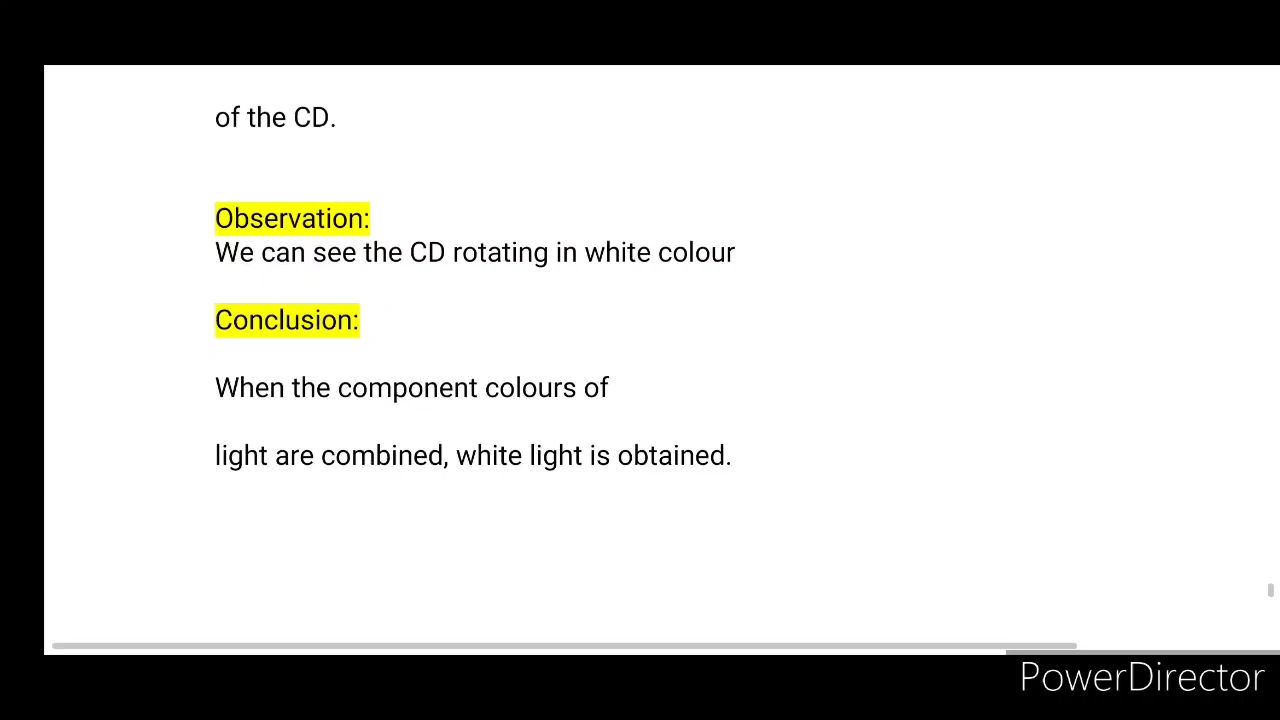 of the CD.
Observation:
We can see the CD rotating in white colour
Conclusion:
When the component colours of
light are combined, white light is obtained.
PowerDirector